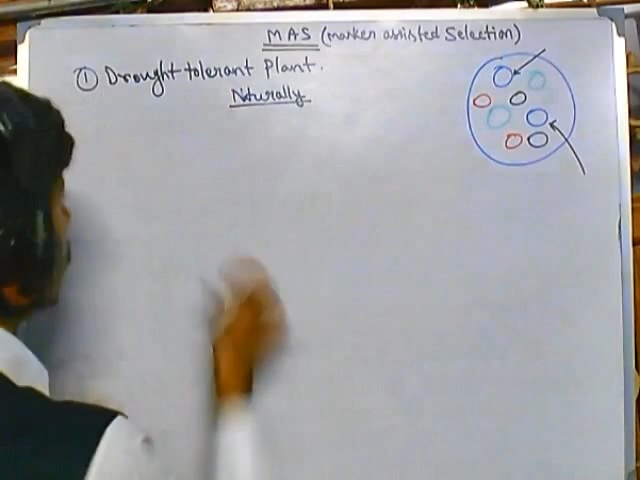 MAS (marker assisted Selection)
① Drought tolerant Plant.
Naturally